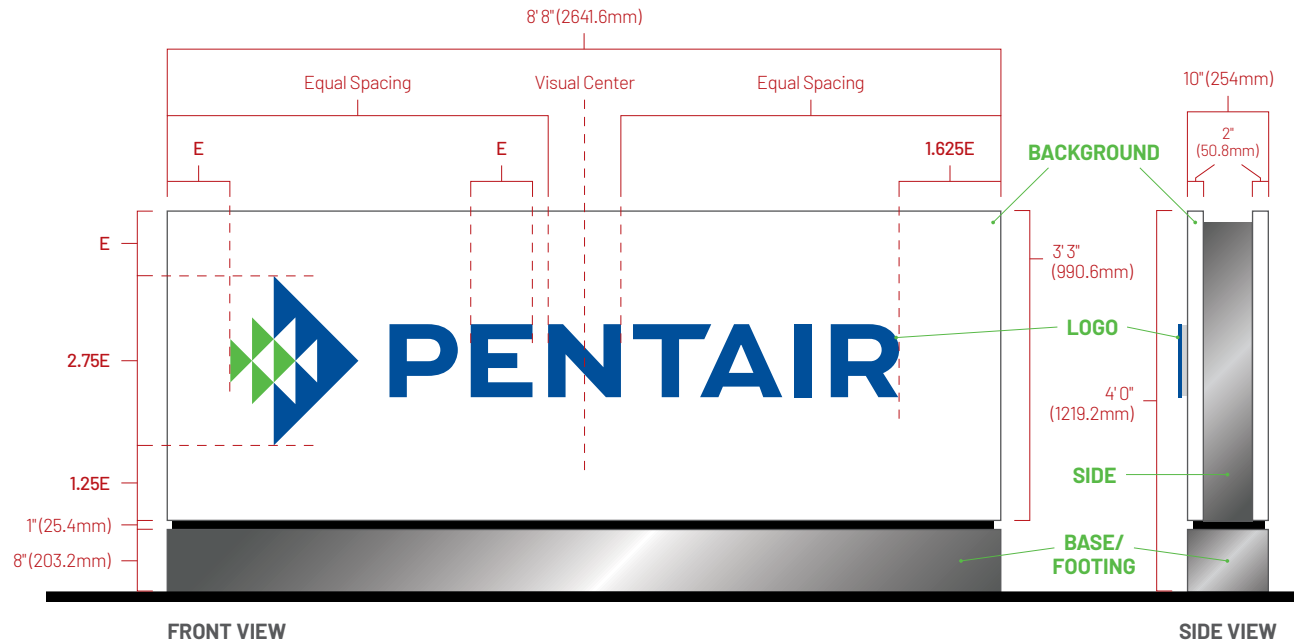 8' 8" (2641.6mm)
Equal Spacing
Visual Center
Equal Spacing
10" (254mm)
2"
(50.8mm)
E
E
1.625E
BACKGROUND
E
3' 3"
(990.6mm)
LOGO
PENTAIR
2.75E
4' 0"
(1219.2mm)
1.25E
SIDE
1" (25.4mm)
8" (203.2mm)
BASE/
FOOTING
FRONT VIEW
SIDE VIEW